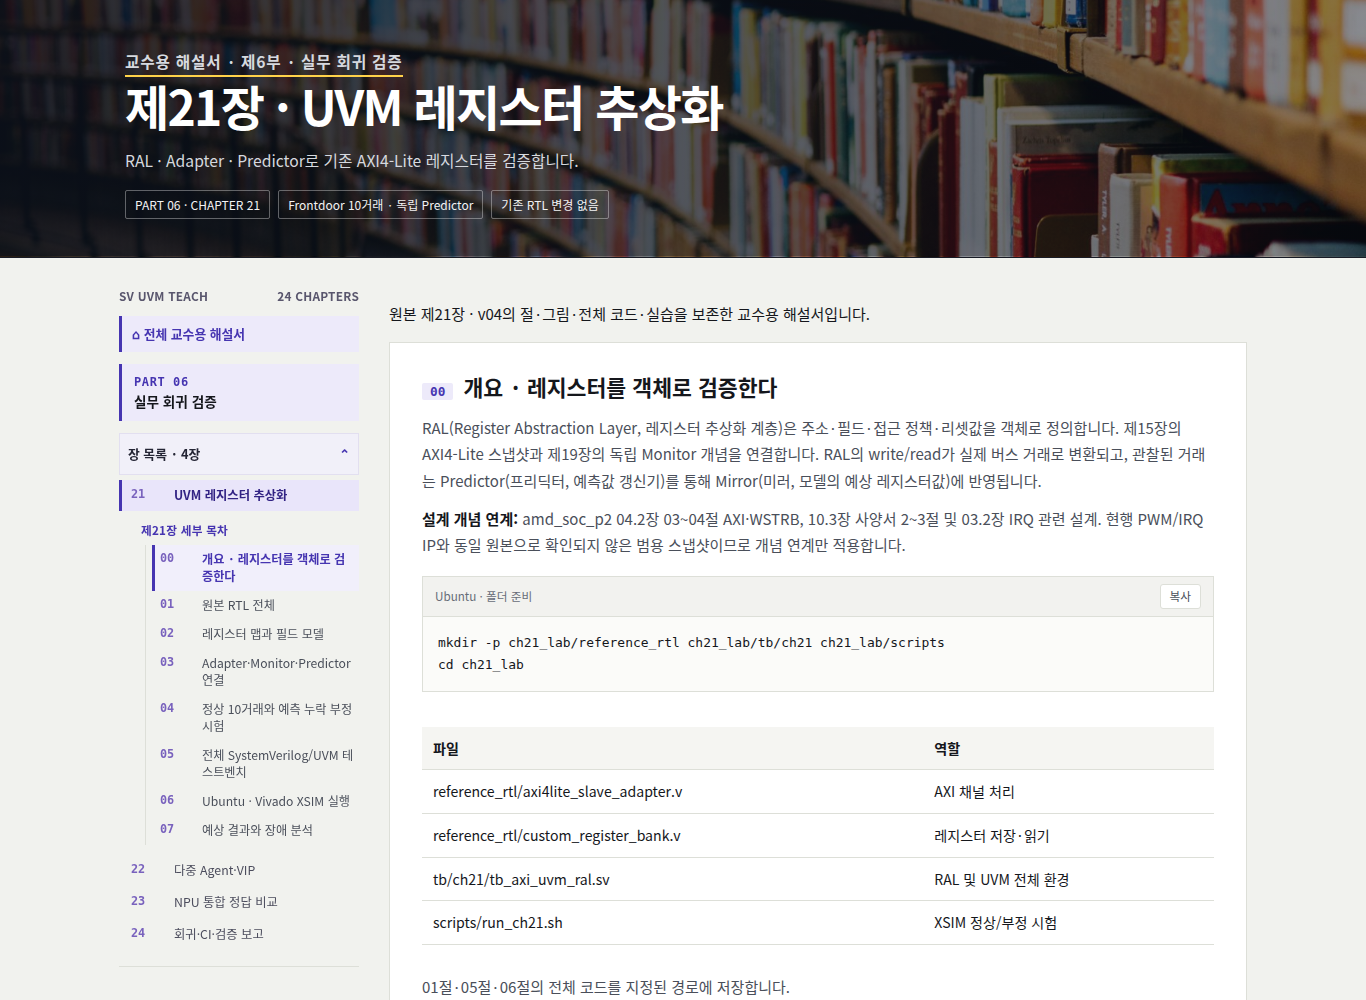 교수용 해설서 · 제6부 · 실무 회귀 검증
제21장 · UVM 레지스터 추상화
RAL · Adapter · Predictor로 기존 AXI4-Lite 레지스터를 검증합니다.
PART 06 · CHAPTER 21
Frontdoor 10거래 · 독립 Predictor
기존 RTL 변경 없음
SV UVM TEACH
24 CHAPTERS
⌂ 전체 교수용 해설서
PART 06
실무 회귀 검증
장 목록 · 4장
21 UVM 레지스터 추상화
제21장 세부 목차
00 개요 · 레지스터를 객체로 검
증한다
01 원본 RTL 전체
02 레지스터 맵과 필드 모델
03 Adapter·Monitor·Predictor
연결
04 정상 10거래와 예측 누락 부정
시험
05 전체 SystemVerilog/UVM 테
스트벤치
06 Ubuntu · Vivado XSIM 실행
07 예상 결과와 장애 분석
22 다중 Agent·VIP
23 NPU 통합 정답 비교
24 회귀·CI·검증 보고
원본 제21장 · v04의 절·그림·전체 코드·실습을 보존한 교수용 해설서입니다.
00 개요 · 레지스터를 객체로 검증한다
RAL(Register Abstraction Layer, 레지스터 추상화 계층)은 주소·필드·접근 정책·리셋값을 객체로 정의합니다. 제15장의
AXI4-Lite 스냅샷과 제19장의 독립 Monitor 개념을 연결합니다. RAL의 write/read가 실제 버스 거래로 변환되고, 관찰된 거래
는 Predictor(프리딕터, 예측값 갱신기)를 통해 Mirror(미러, 모델의 예상 레지스터값)에 반영됩니다.
설계 개념 연계: amd_soc_p2 04.2장 03~04절 AXI·WSTRB, 10.3장 사양서 2~3절 및 03.2장 IRQ 관련 설계. 현행 PWM/IRQ
IP와 동일 원본으로 확인되지 않은 범용 스냅샷이므로 개념 연계만 적용합니다.
Ubuntu · 폴더 준비
복사
mkdir -p ch21_lab/reference_rtl ch21_lab/tb/ch21 ch21_lab/scripts
cd ch21_lab
파일 역할
reference_rtl/axi4lite_slave_adapter.v AXI 채널 처리
reference_rtl/custom_register_bank.v 레지스터 저장·읽기
tb/ch21/tb_axi_uvm_ral.sv RAL 및 UVM 전체 환경
scripts/run_ch21.sh XSIM 정상/부정 시험
01절·05절·06절의 전체 코드를 지정된 경로에 저장합니다.